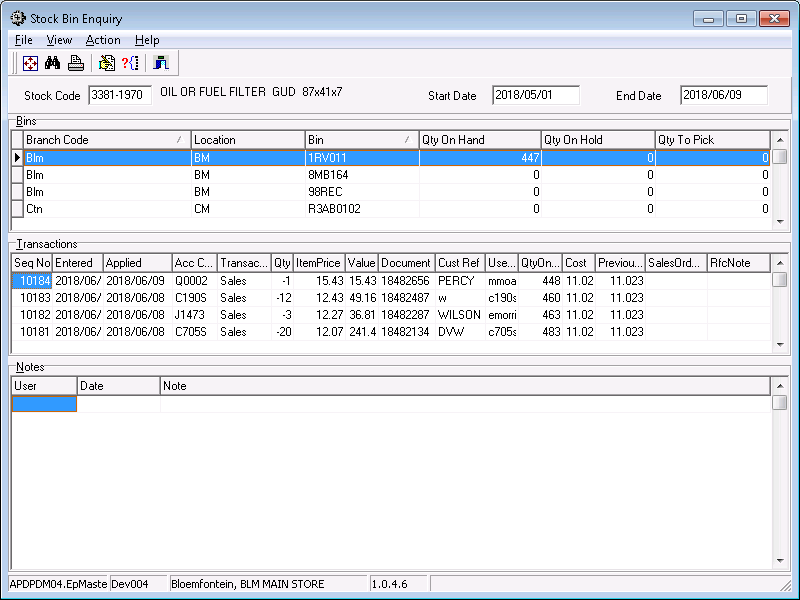 Stock Bin Enquiry
File View Action Help
Stock Code 3381-1970 OIL OR FUEL FILTER GUD 87x41x7 Start Date 2018/05/01 End Date 2018/06/09
Bins
Branch Code Location Bin Qty On Hand Qty On Hold Qty To Pick
Blm BM 1RV011 447 0 0
Blm BM 8MB164 0 0 0
Blm BM 98REC 0 0 0
Ctn CM R3AB0102 0 0 0
Transactions
Seq No Entered Applied Acc C... Transac... Qty ItemPrice Value Document Cust Ref Use... QtyOn... Cost Previou... SalesOrd... RfcNote
10184 2018/06/ 2018/06/09 Q0002 Sales -1 15.43 15.43 18482656 PERCY mmoa 448 11.02 11.023
10183 2018/06/ 2018/06/08 C190S Sales -12 12.43 49.16 18482487 w c190s 460 11.02 11.023
10182 2018/06/ 2018/06/08 J1473 Sales -3 12.27 36.81 18482287 WILSON emorri 463 11.02 11.023
10181 2018/06/ 2018/06/08 C705S Sales -20 12.07 241.4 18482134 DVW c705s 483 11.02 11.023
Notes
User Date Note
APDPDM04.EpMaste Dev004 Bloemfontein, BLM MAIN STORE 1.0.4.6